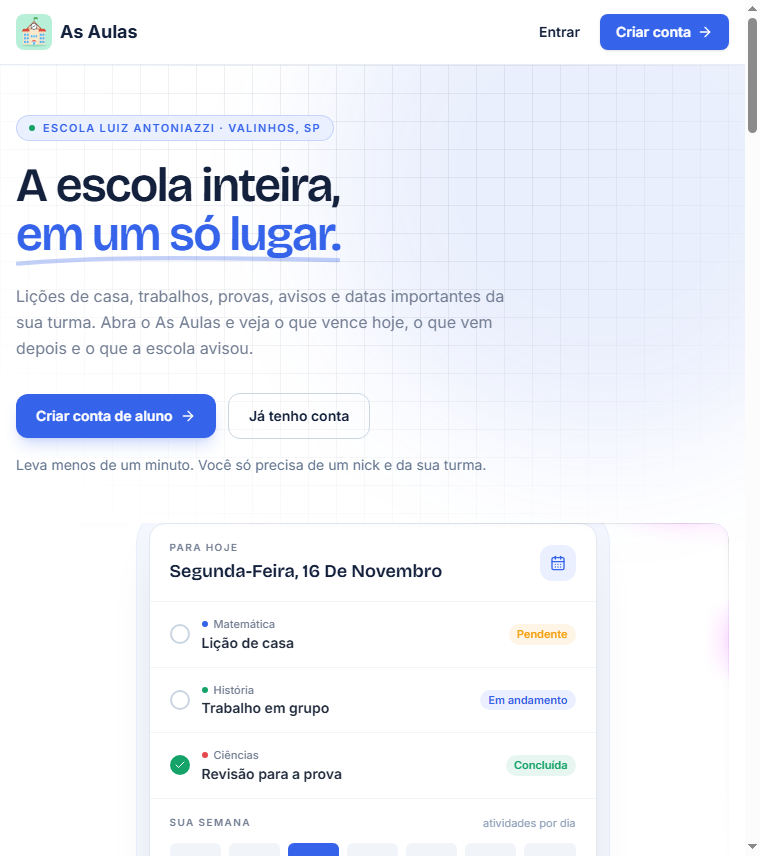 As Aulas
Entrar
Criar conta
ESCOLA LUIZ ANTONIAZZI · VALINHOS, SP
A escola inteira,
em um só lugar.
Lições de casa, trabalhos, provas, avisos e datas importantes da
sua turma. Abra o As Aulas e veja o que vence hoje, o que vem
depois e o que a escola avisou.
Criar conta de aluno
Já tenho conta
Leva menos de um minuto. Você só precisa de um nick e da sua turma.
PARA HOJE
Segunda-Feira, 16 De Novembro
Matemática
Lição de casa
Pendente
História
Trabalho em grupo
Em andamento
Ciências
Revisão para a prova
Concluída
SUA SEMANA
atividades por dia